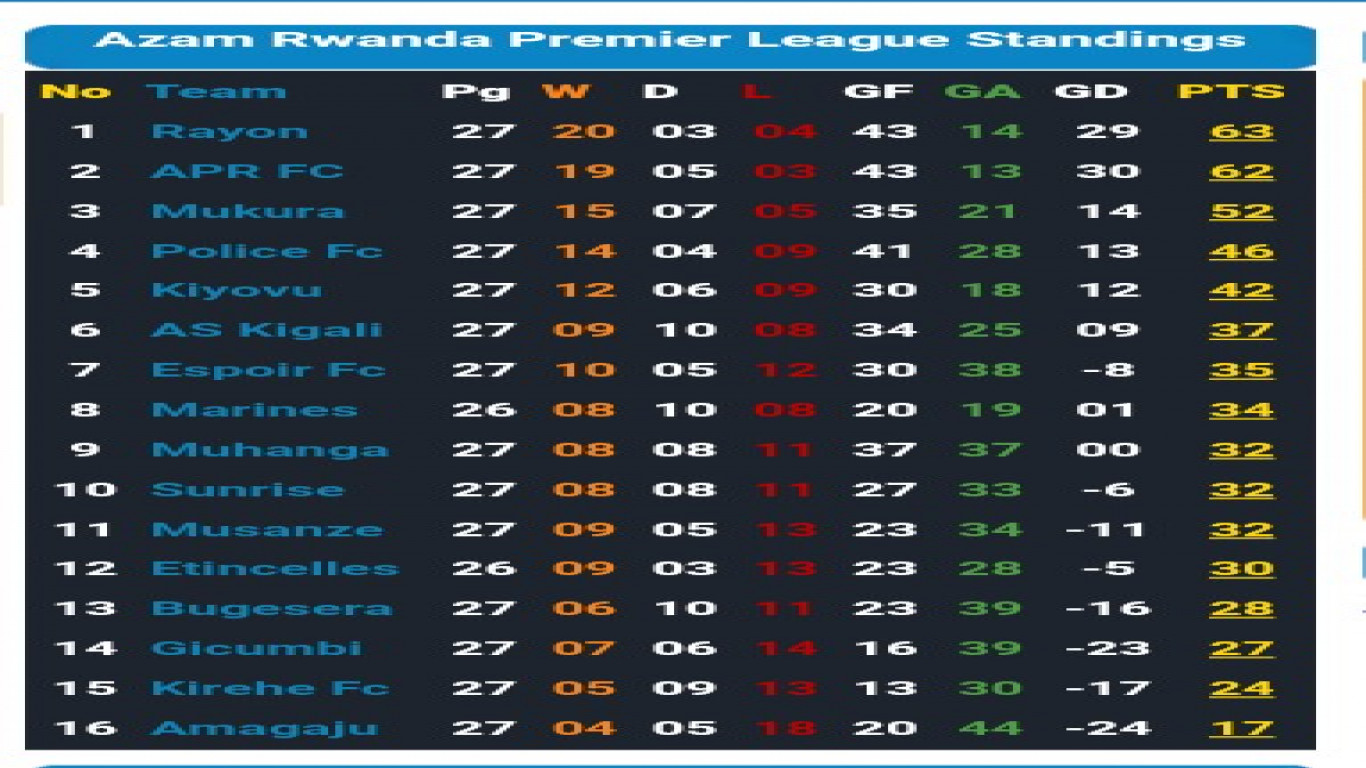 Azam Rwanda Premier League Standings
No Team Pg W D L GF GA GD PTS
1 Rayon 27 20 03 04 43 14 29 63
2 APR FC 27 19 05 03 43 13 30 62
3 Mukura 27 15 07 05 35 21 14 52
4 Police Fc 27 14 04 09 41 28 13 46
5 Kiyovu 27 12 06 09 30 18 12 42
6 AS Kigali 27 09 10 08 34 25 09 37
7 Espoir Fc 27 10 05 12 30 38 -8 35
8 Marines 26 08 10 08 20 19 01 34
9 Muhanga 27 08 08 11 37 37 00 32
10 Sunrise 27 08 08 11 27 33 -6 32
11 Musanze 27 09 05 13 23 34 -11 32
12 Etincelles 26 09 03 13 23 28 -5 30
13 Bugesera 27 06 10 11 23 39 -16 28
14 Gicumbi 27 07 06 14 16 39 -23 27
15 Kirehe Fc 27 05 09 13 13 30 -17 24
16 Amagaju 27 04 05 18 20 44 -24 17